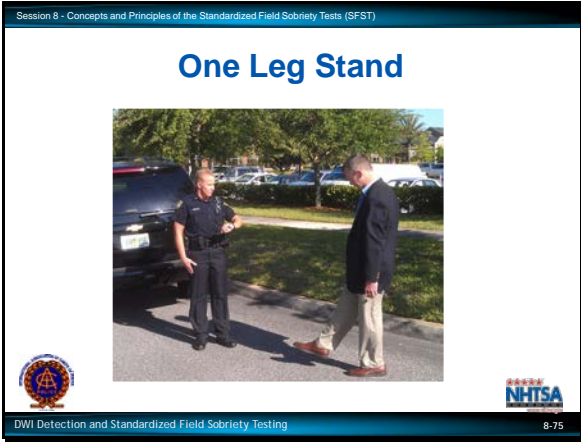 Session 8 - Concepts and Principles of the Standardized Field Sobriety Tests (SFST)
One Leg Stand
NHTSA
DWI Detection and Standardized Field Sobriety Testing
8-75